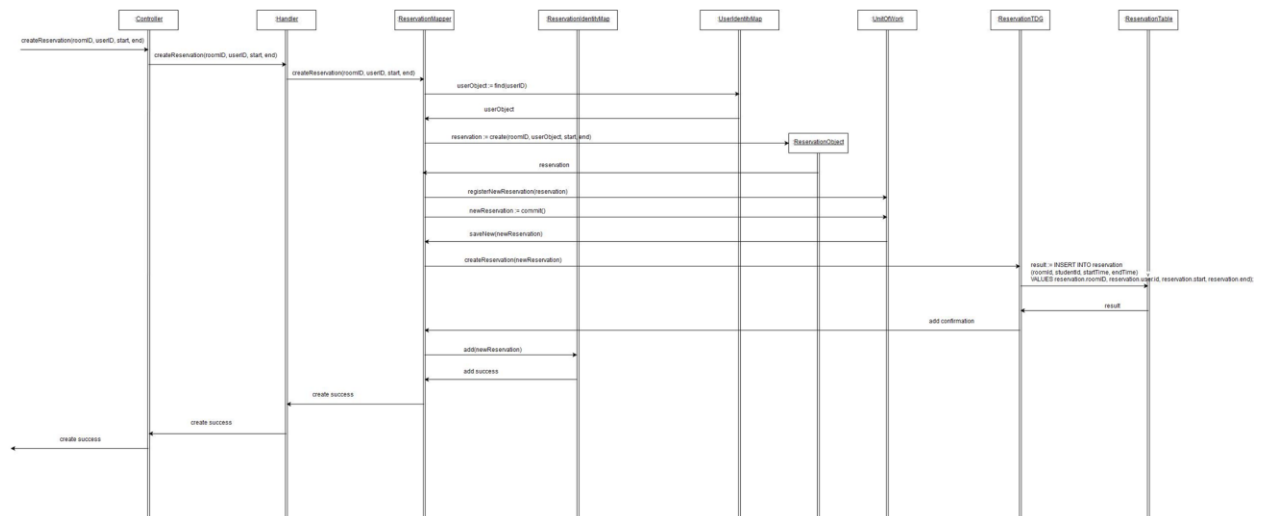 :Controller
:Handler
:ReservationMapper
:ReservationIdentityMap
:UserIdentityMap
:UnitOfWork
:ReservationTDG
:ReservationTable
createReservation(roomID, userID, start, end)
createReservation(roomID, userID, start, end)
createReservation(roomID, userID, start, end)
userObject := find(userID)
userObject
reservation := create(roomID, userObject, start, end)
:ReservationObject
reservation
registerNewReservation(reservation)
newReservation := commit()
saveNew(newReservation)
createReservation(newReservation)
result := INSERT INTO reservation
(roomId, studentId, startTime, endTime)
VALUES reservation.roomID, reservation.user.id, reservation.start, reservation.end);
result
add confirmation
add(newReservation)
add success
create success
create success
create success